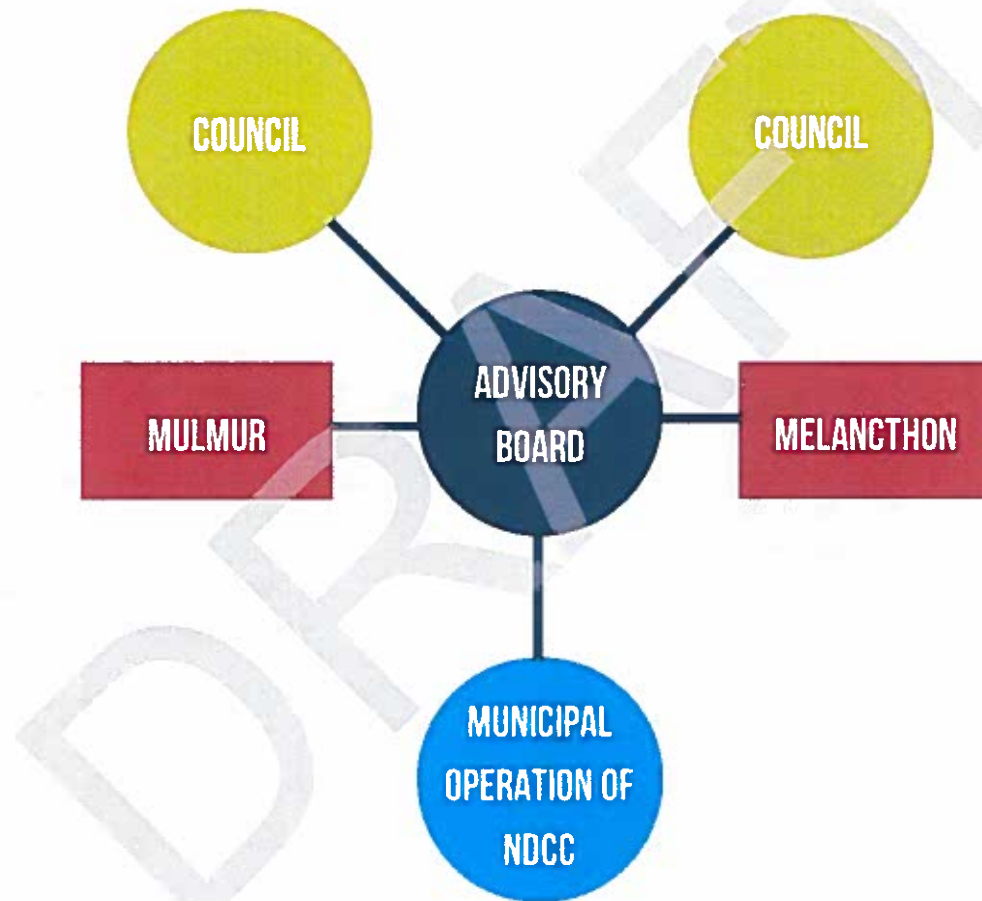 COUNCIL
COUNCIL
ADVISORY
BOARD
MULMUR
MELANCTHON
MUNICIPAL
OPERATION OF
NDCC
DRAFT